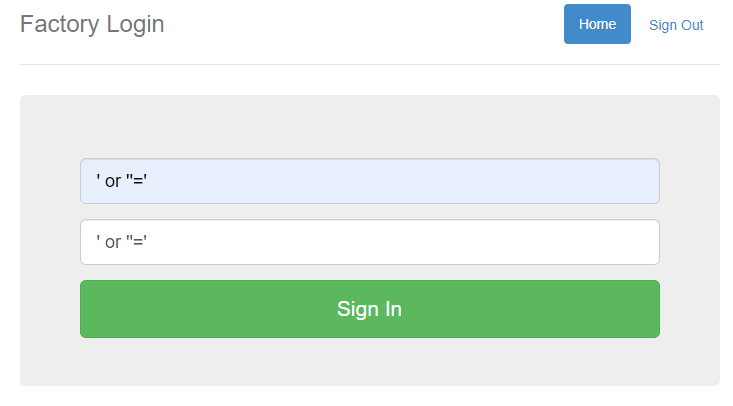 Factory Login
Home
Sign Out
' or ''='
' or ''='
Sign In